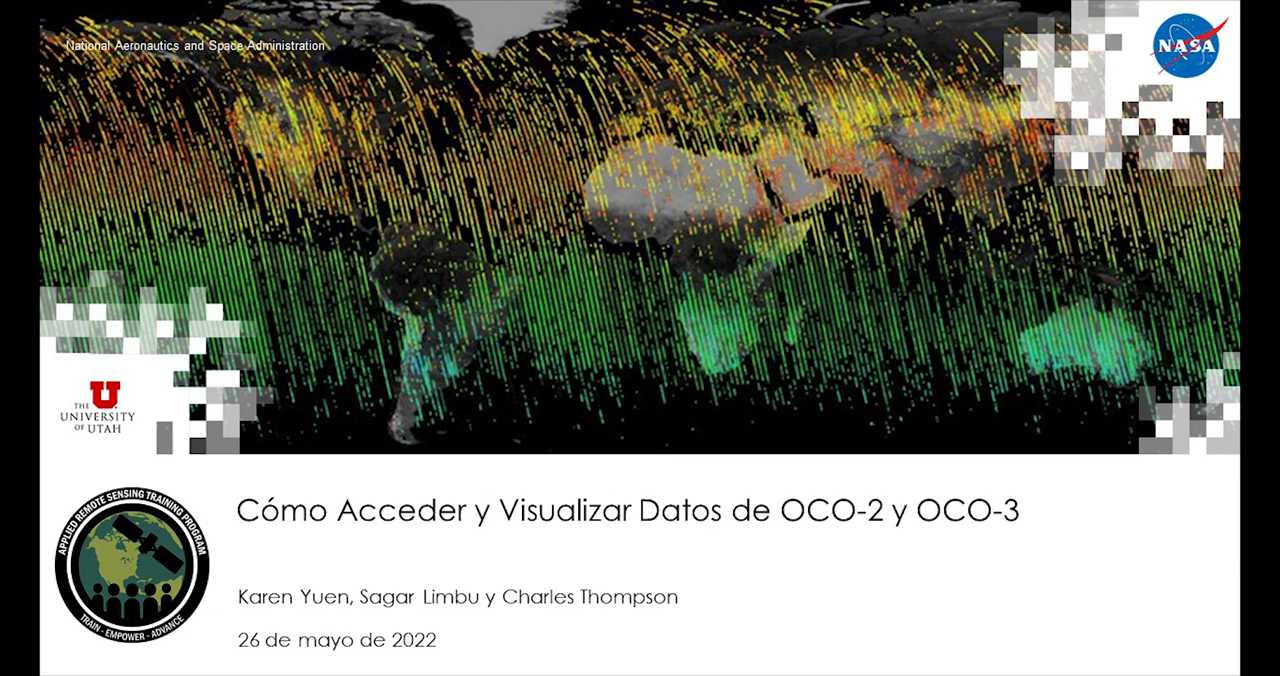 National Aeronautics and Space Administration
NASA
U
THE
UNIVERSITY
OF UTAH
APPLIED REMOTE SENSING TRAINING PROGRAM
TRAIN - EMPOWER - ADVANCE
Cómo Acceder y Visualizar Datos de OCO-2 y OCO-3
Karen Yuen, Sagar Limbu y Charles Thompson
26 de mayo de 2022